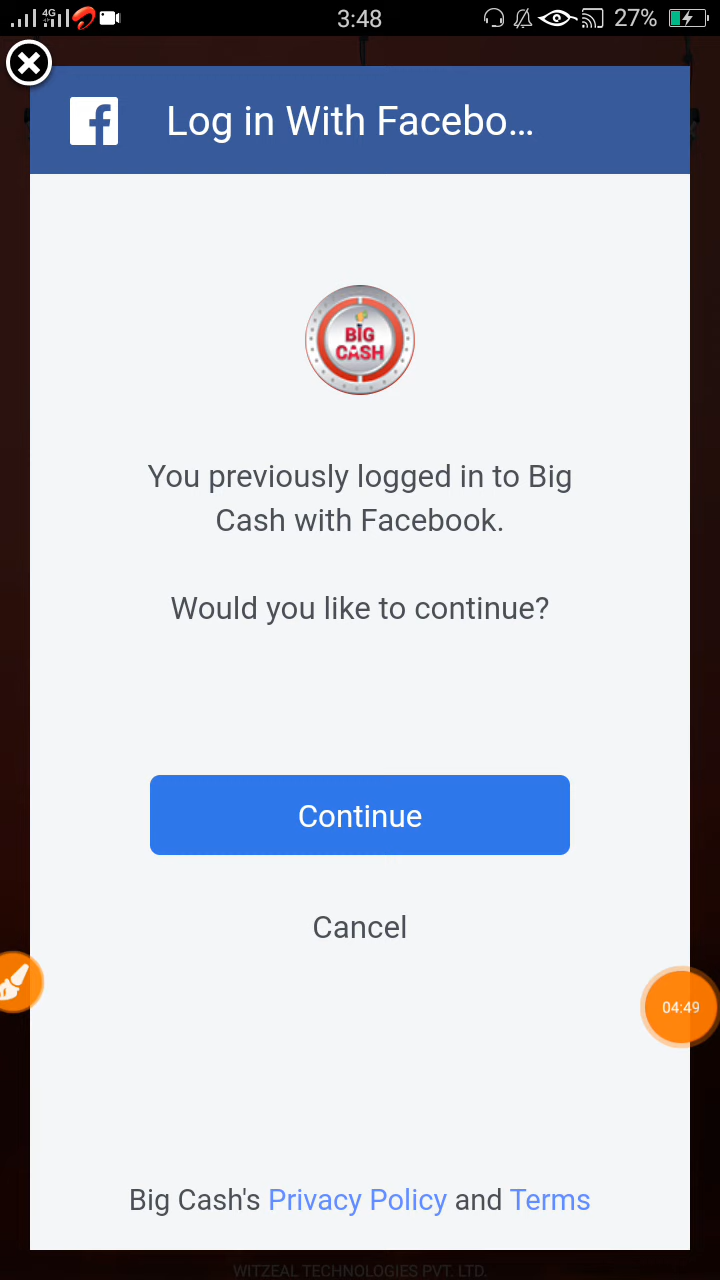 4G
3:48
27%
Log in With Facebo...
BIG
CASH
You previously logged in to Big
Cash with Facebook.
Would you like to continue?
Continue
Cancel
04:49
Big Cash's Privacy Policy and Terms
WITZEAL TECHNOLOGIES PVT. LTD.